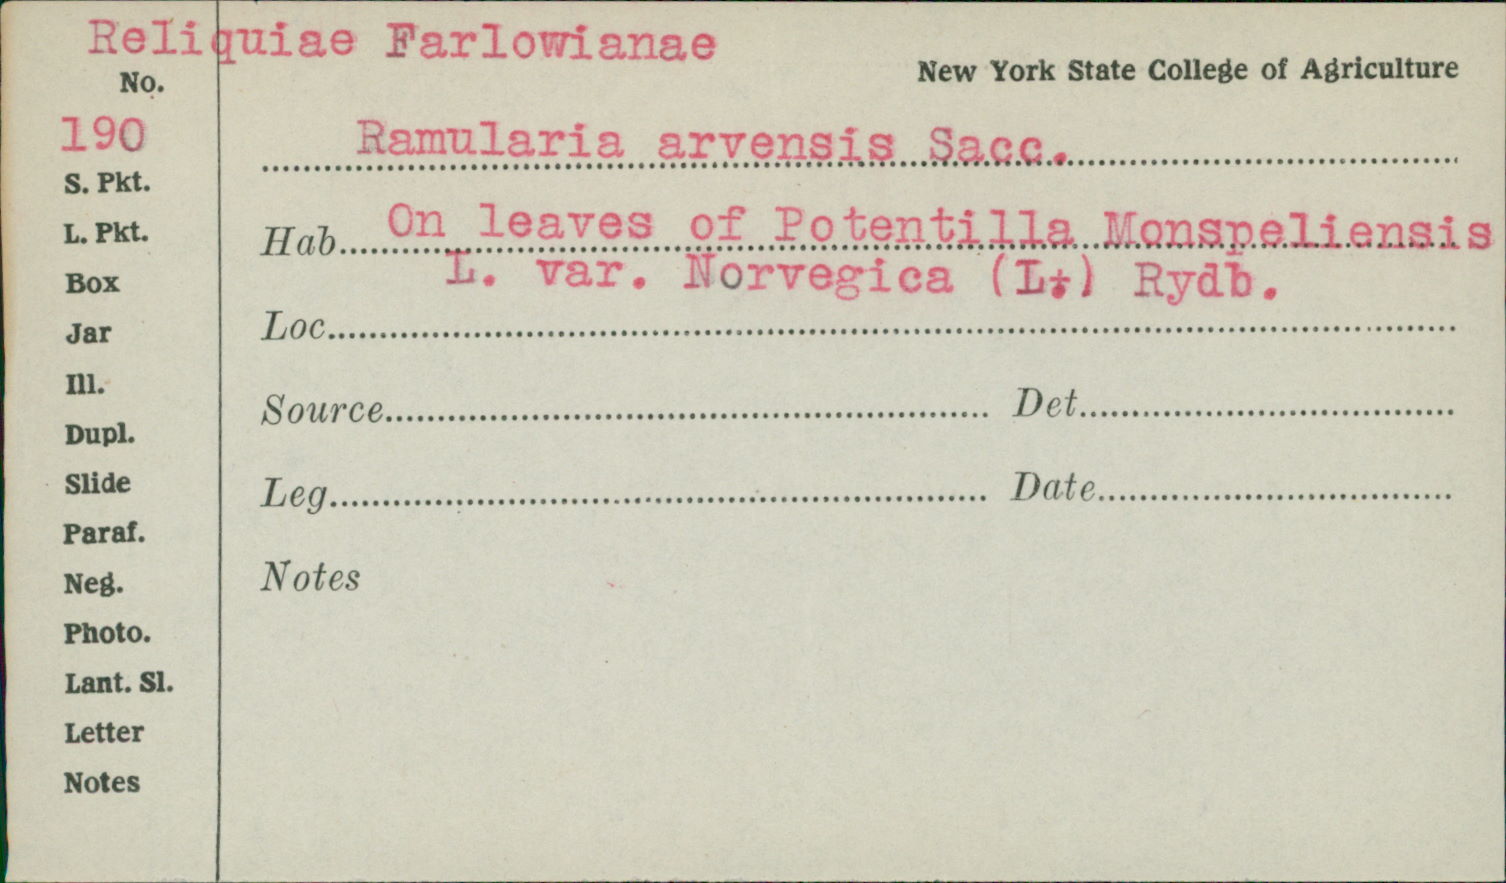 Reliquiae Farlowianae
No.
New York State College of Agriculture
190
Ramularia arvensis Sacc.
S. Pkt.
L. Pkt.
Hab. On leaves of Potentilla Monspeliensis
L. var. Norvegica (L.) Rydb.
Box
Jar
Loc.
Ill.
Source
Det.
Dupl.
Slide
Leg.
Date
Paraf.
Neg.
Notes
Photo.
Lant. Sl.
Letter
Notes